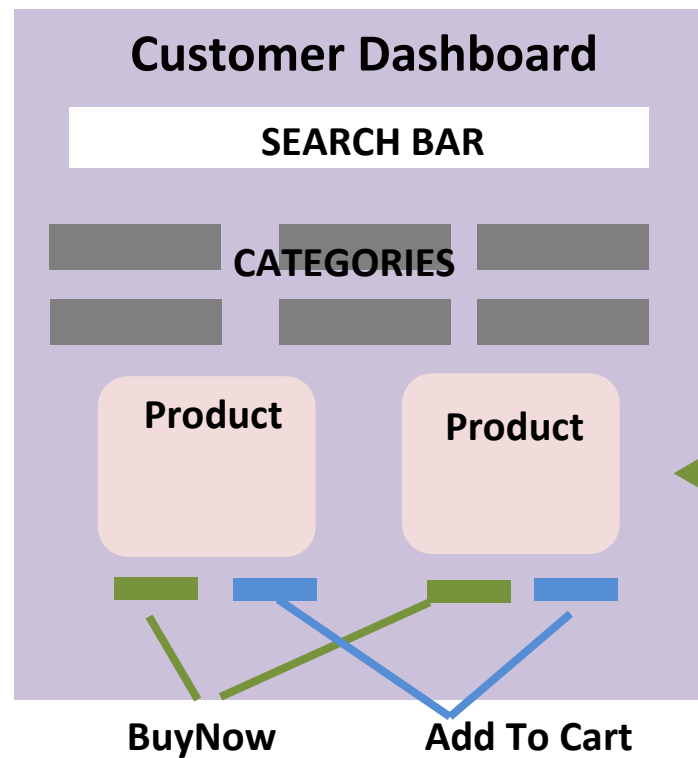 Customer Dashboard
SEARCH BAR
CATEGORIES
Product
Product
BuyNow
Add To Cart